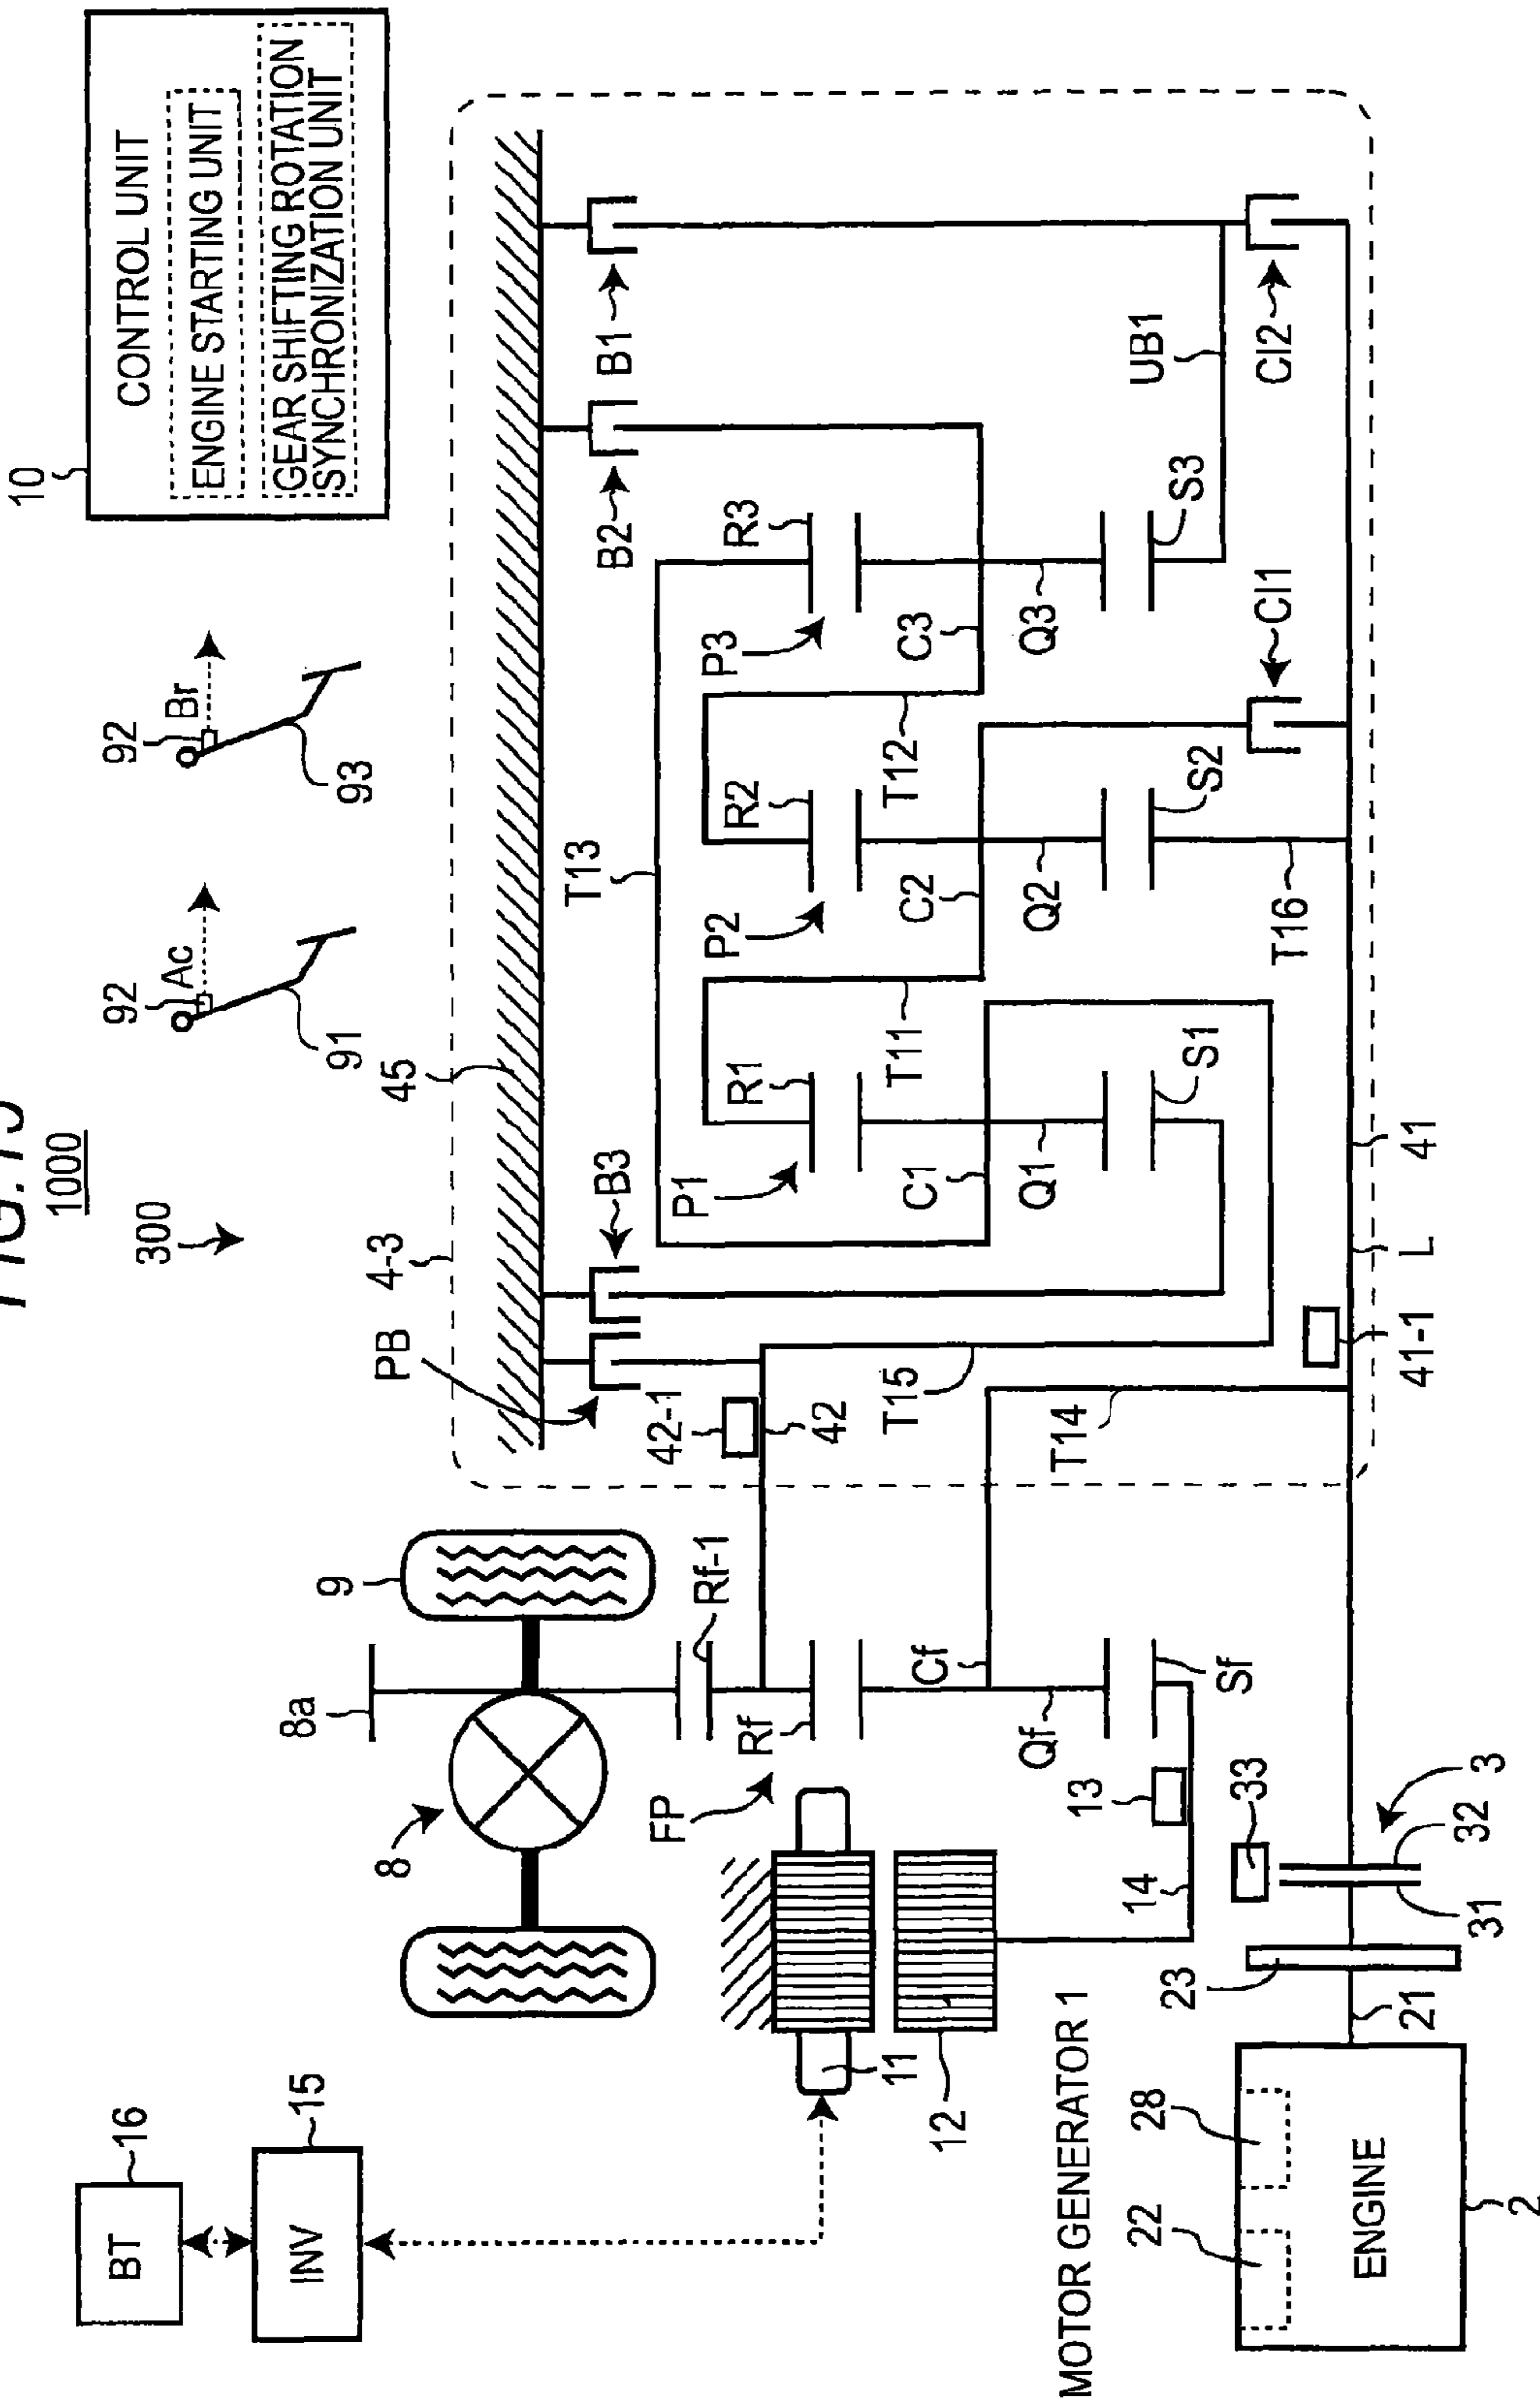 1000
300
10
CONTROL UNIT
ENGINE STARTING UNIT
GEAR SHIFTING ROTATION
SYNCHRONIZATION UNIT
92
Ac
91
92
Br
93
BT
16
INV
15
8
8a
9
4-3
45
PB
B3
B2
B1
T13
42-1
42
Rf-1
Rf
FP
P1
R1
P2
R2
P3
R3
T11
T12
T15
C1
C2
C3
Cf
Q1
Q2
Q3
Qf
T14
S1
S2
S3
Sf
UB1
T16
Cl1
Cl2
11
12
13
14
MOTOR GENERATOR 1
22
28
ENGINE
2
21
23
31
32
33
3
41-1
L
41